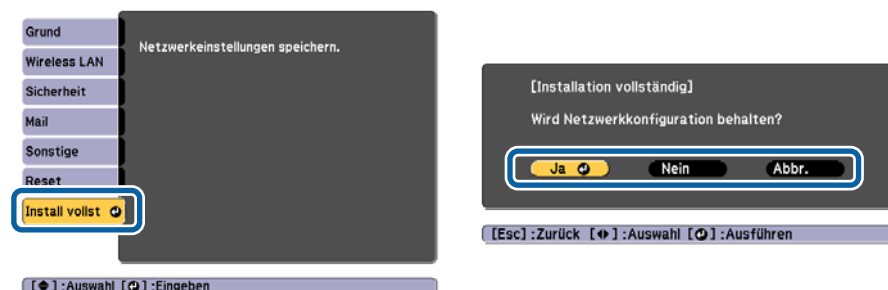 Grund
Wireless LAN
Sicherheit
Mail
Sonstige
Reset
Install vollst
Netzwerkeinstellungen speichern.
[ ] :Auswahl [ ] :Eingeben
[Installation vollständig]
Wird Netzwerkkonfiguration behalten?
Ja Nein Abbr.
[Esc] :Zurück [ ] :Auswahl [ ] :Ausführen